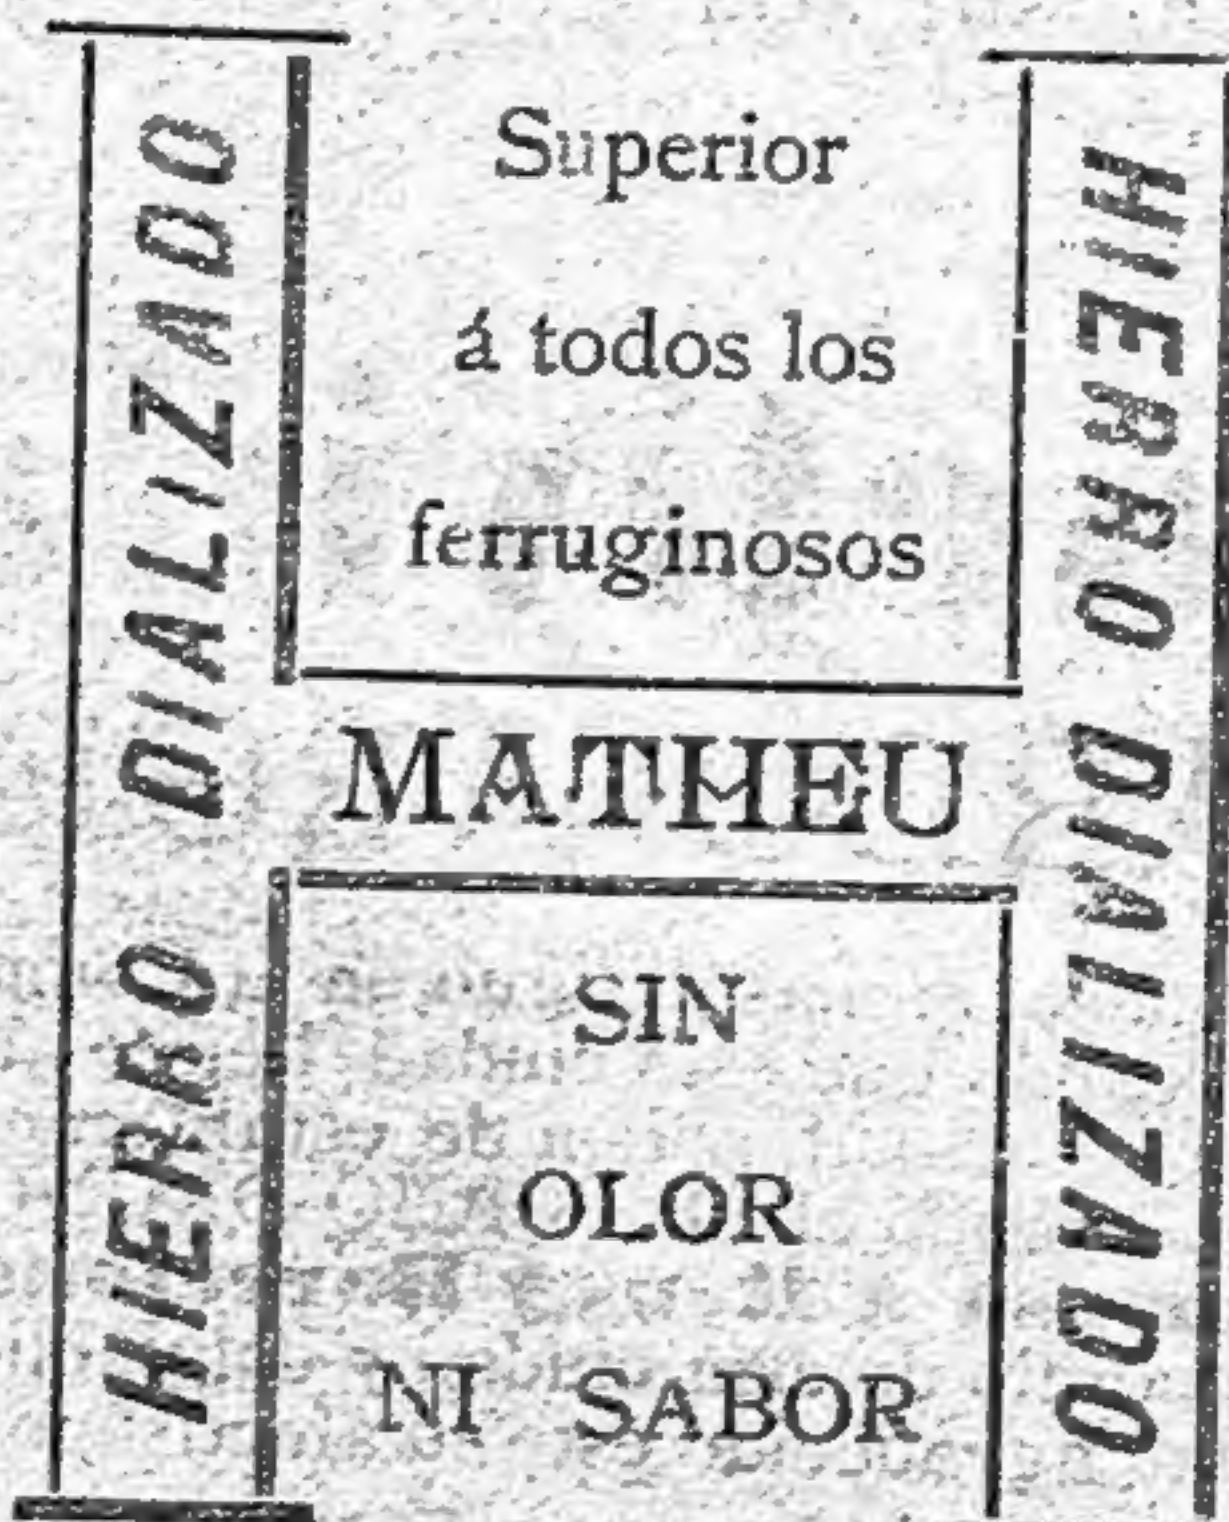 HIERRO DIALIZADO
Superior
á todos los
ferruginosos
MATHEU
SIN
OLOR
NI SABOR
HIERRO DIALIZADO